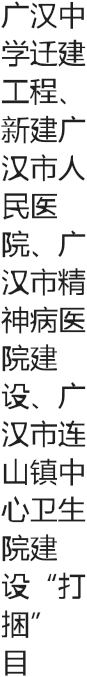 广汉中
学迁建
工程、
新建广
汉市人
民医
院、广
汉市精
神病医
院建
设、广
汉市连
山镇中
心卫生
院建
设“打
捆”
目